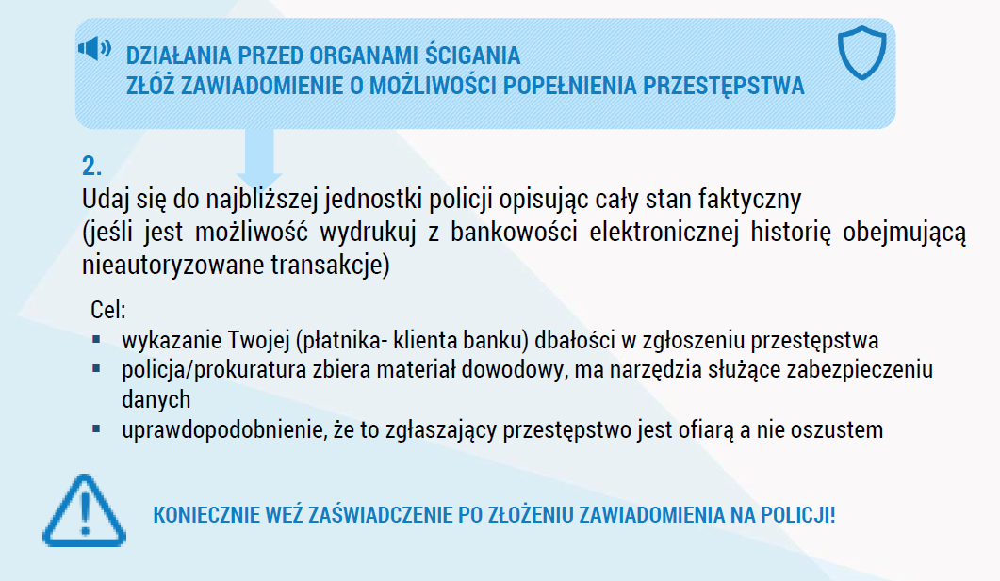 DZIAŁANIA PRZED ORGANAMI ŚCIGANIA
ZŁÓŻ ZAWIADOMIENIE O MOŻLIWOŚCI POPEŁNIENIA PRZESTĘPSTWA
2.
Udaj się do najbliższej jednostki policji opisując cały stan faktyczny
(jeśli jest możliwość wydrukuj z bankowości elektronicznej historię obejmującą
nieautoryzowane transakcje)
Cel:
▪ wykazanie Twojej (płatnika- klienta banku) dbałości w zgłoszeniu przestępstwa
▪ policja/prokuratura zbiera materiał dowodowy, ma narzędzia służące zabezpieczeniu
danych
▪ uprawdopodobnienie, że to zgłaszający przestępstwo jest ofiarą a nie oszustem
KONIECZNIE WEŹ ZAŚWIADCZENIE PO ZŁOŻENIU ZAWIADOMIENIA NA POLICJI!